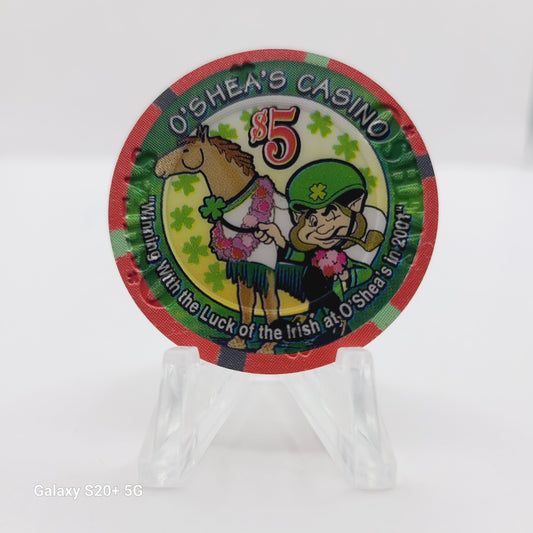 O'SHEA'S CASINO
$5
"Winning With the Luck of the Irish at O'Shea's in 2001"
Galaxy S20+ 5G